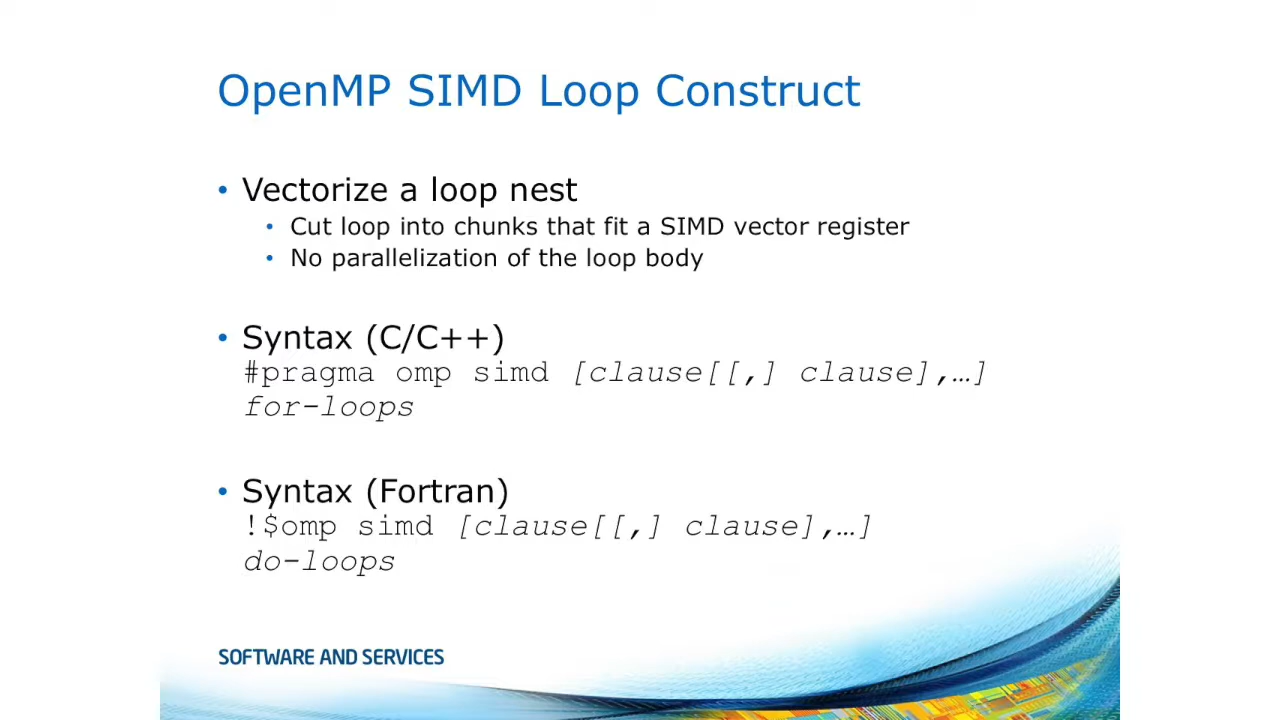 OpenMP SIMD Loop Construct
• Vectorize a loop nest
• Cut loop into chunks that fit a SIMD vector register
• No parallelization of the loop body
• Syntax (C/C++)
#pragma omp simd [clause[[,] clause],…]
for-loops
• Syntax (Fortran)
!$omp simd [clause[[,] clause],…]
do-loops
SOFTWARE AND SERVICES